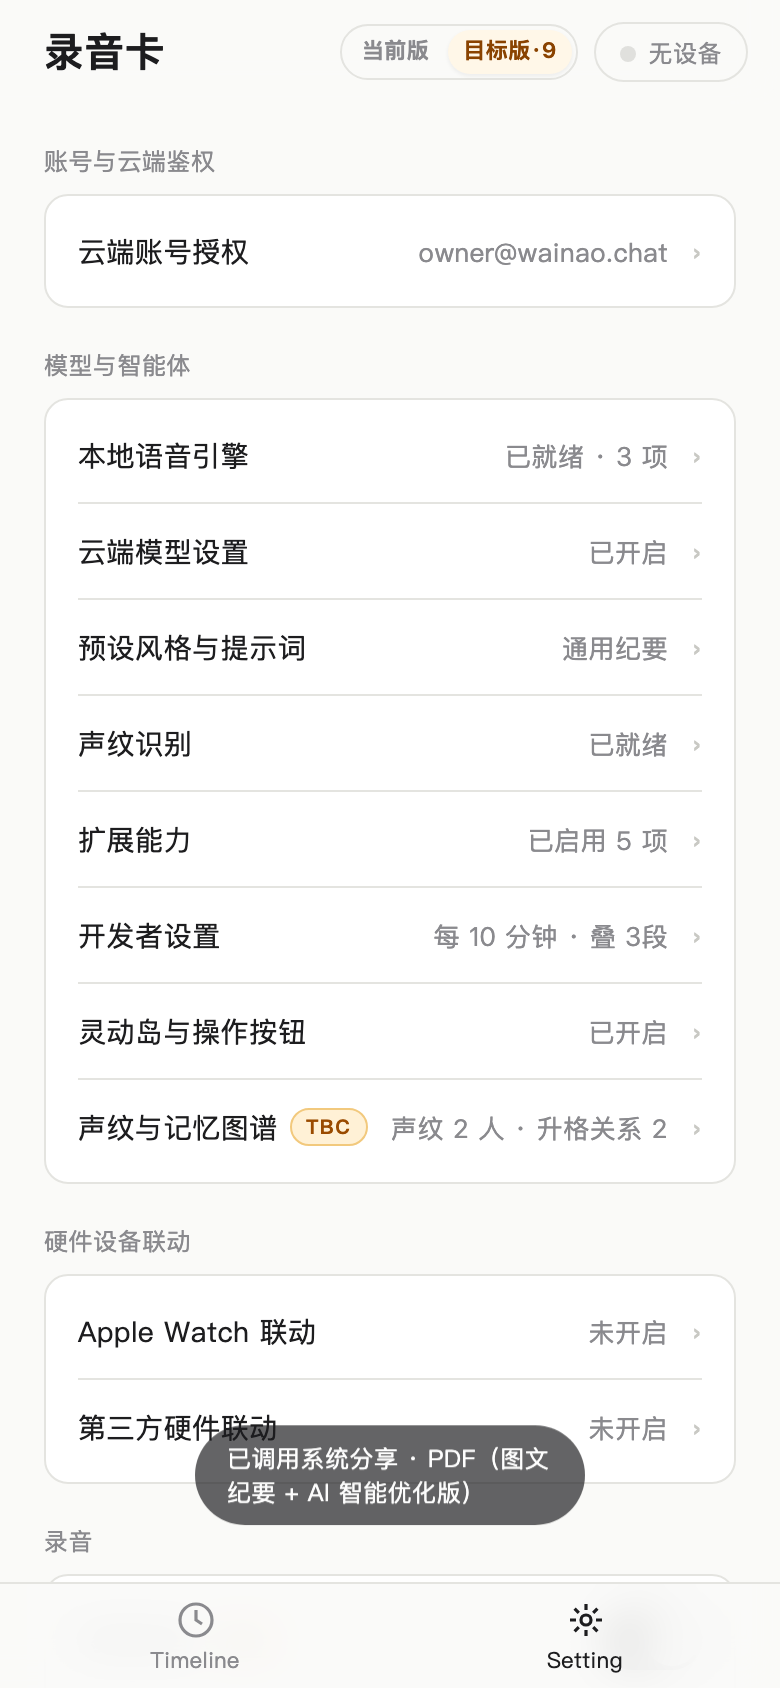 录音卡
当前版
目标版·9
无设备
账号与云端鉴权
云端账号授权 owner@wainao.chat ›
模型与智能体
本地语音引擎 已就绪 · 3 项 ›
云端模型设置 已开启 ›
预设风格与提示词 通用纪要 ›
声纹识别 已就绪 ›
扩展能力 已启用 5 项 ›
开发者设置 每 10 分钟 · 叠 3段 ›
灵动岛与操作按钮 已开启 ›
声纹与记忆图谱 TBC 声纹 2 人 · 升格关系 2 ›
硬件设备联动
Apple Watch 联动 未开启 ›
第三方硬件联动 未开启 ›
已调用系统分享 · PDF（图文
纪要 + AI 智能优化版）
录音
Timeline
Setting